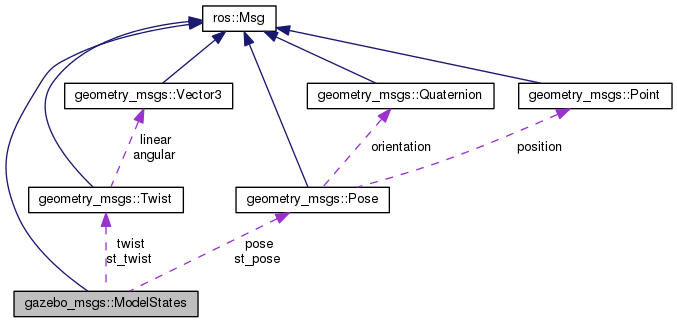 ros::Msg
geometry_msgs::Vector3
geometry_msgs::Quaternion
geometry_msgs::Point
linear
angular
orientation
position
geometry_msgs::Twist
geometry_msgs::Pose
twist
st_twist
pose
st_pose
gazebo_msgs::ModelStates